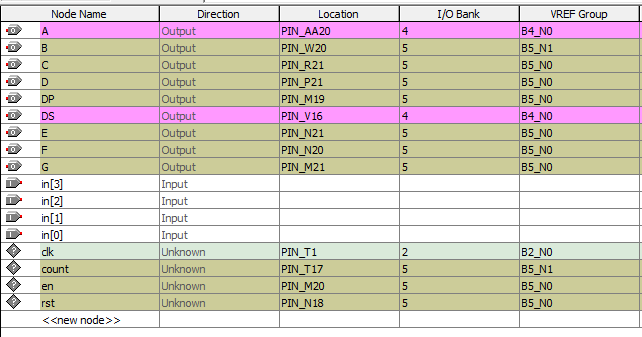 Node Name Direction Location I/O Bank VREF Group
A Output PIN_AA20 4 B4_N0
B Output PIN_W20 5 B5_N1
C Output PIN_R21 5 B5_N0
D Output PIN_P21 5 B5_N0
DP Output PIN_M19 5 B5_N0
DS Output PIN_V16 4 B4_N0
E Output PIN_N21 5 B5_N0
F Output PIN_N20 5 B5_N0
G Output PIN_M21 5 B5_N0
in[3] Input
in[2] Input
in[1] Input
in[0] Input
clk Unknown PIN_T1 2 B2_N0
count Unknown PIN_T17 5 B5_N1
en Unknown PIN_M20 5 B5_N0
rst Unknown PIN_N18 5 B5_N0
<<new node>>